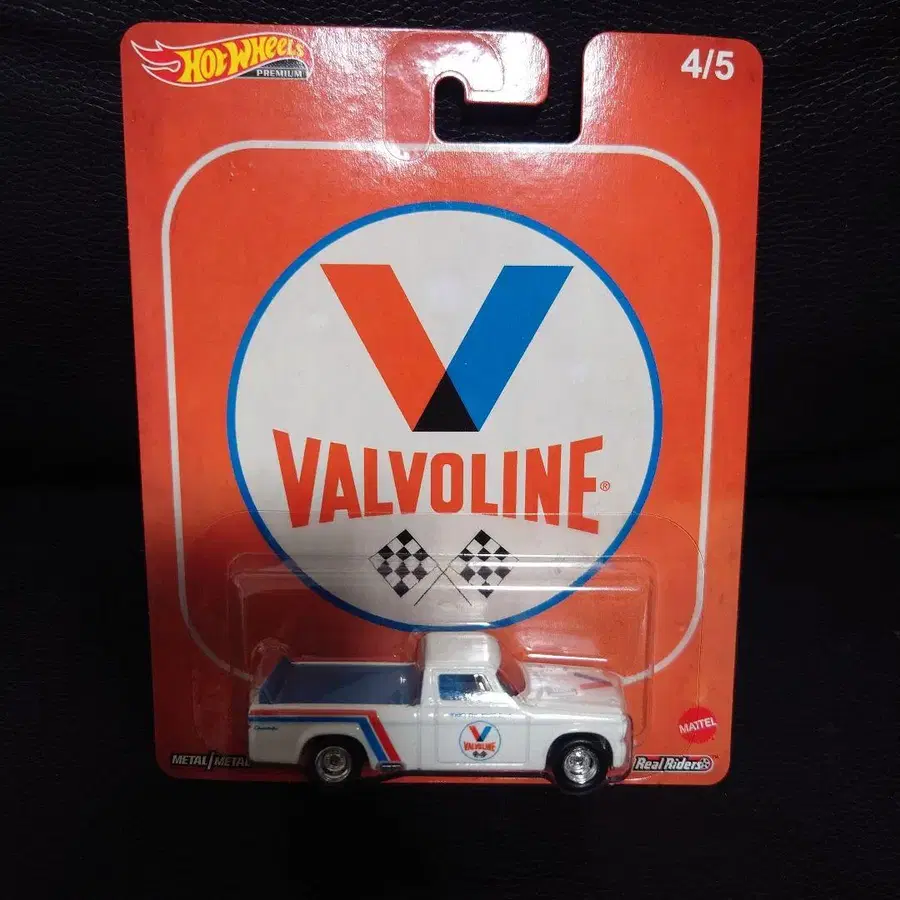 HOT WHEELS
PREMIUM
4/5
VALVOLINE®
VALVOLINE
MATTEL
METAL/METAL
Real Riders